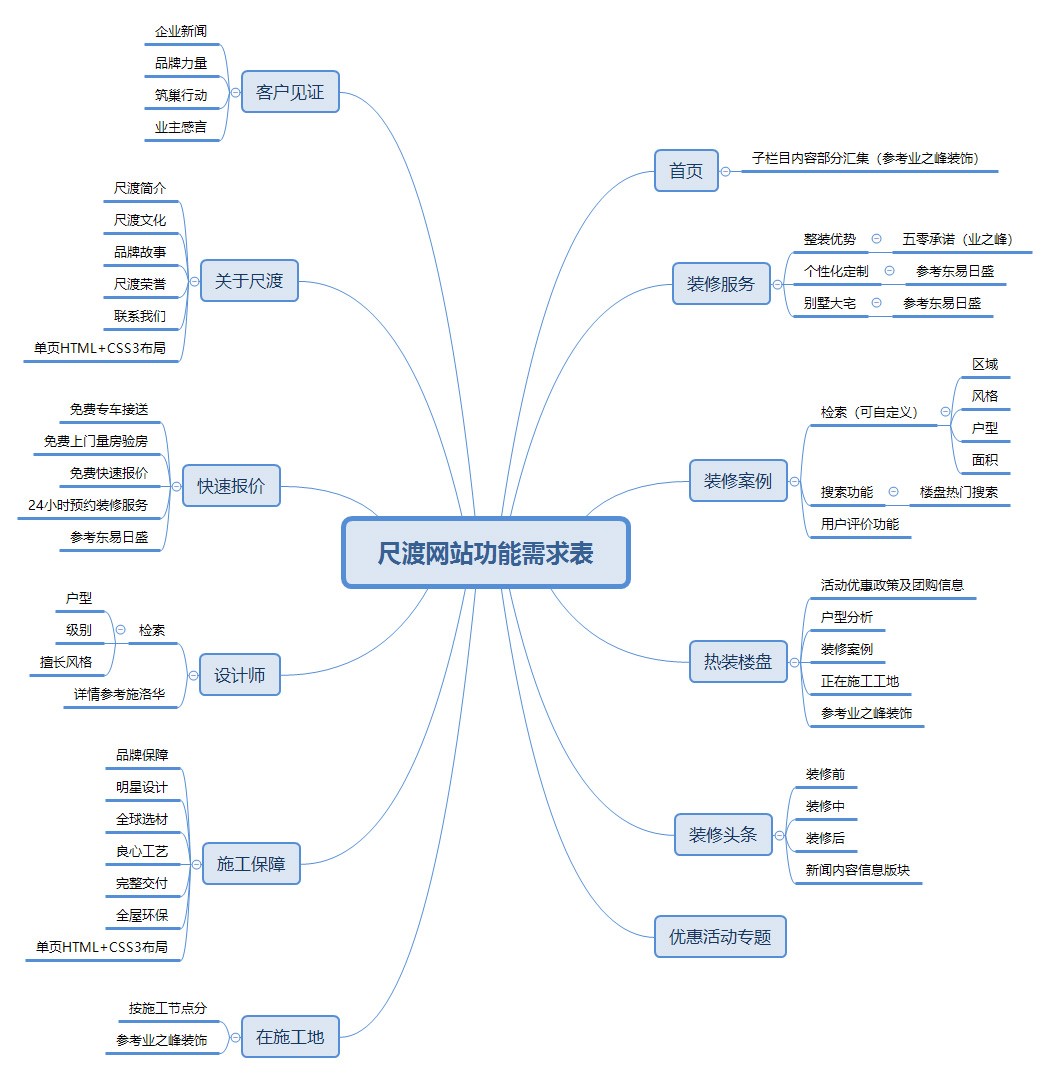 尺渡网站功能需求表
首页
子栏目内容部分汇集（参考业之峰装饰）
装修服务
整装优势
五零承诺（业之峰）
个性化定制
参考东易日盛
别墅大宅
参考东易日盛
装修案例
检索（可自定义）
区域
风格
户型
面积
搜索功能
楼盘热门搜索
用户评价功能
热装楼盘
活动优惠政策及团购信息
户型分析
装修案例
正在施工工地
参考业之峰装饰
装修头条
装修前
装修中
装修后
新闻内容信息版块
优惠活动专题
客户见证
企业新闻
品牌力量
筑巢行动
业主感言
关于尺渡
尺渡简介
尺渡文化
品牌故事
尺渡荣誉
联系我们
单页HTML+CSS3布局
快速报价
免费专车接送
免费上门量房验房
免费快速报价
24小时预约装修服务
参考东易日盛
设计师
检索
户型
级别
擅长风格
详情参考施洛华
施工保障
品牌保障
明星设计
全球选材
良心工艺
完整交付
全屋环保
单页HTML+CSS3布局
在施工地
按施工节点分
参考业之峰装饰